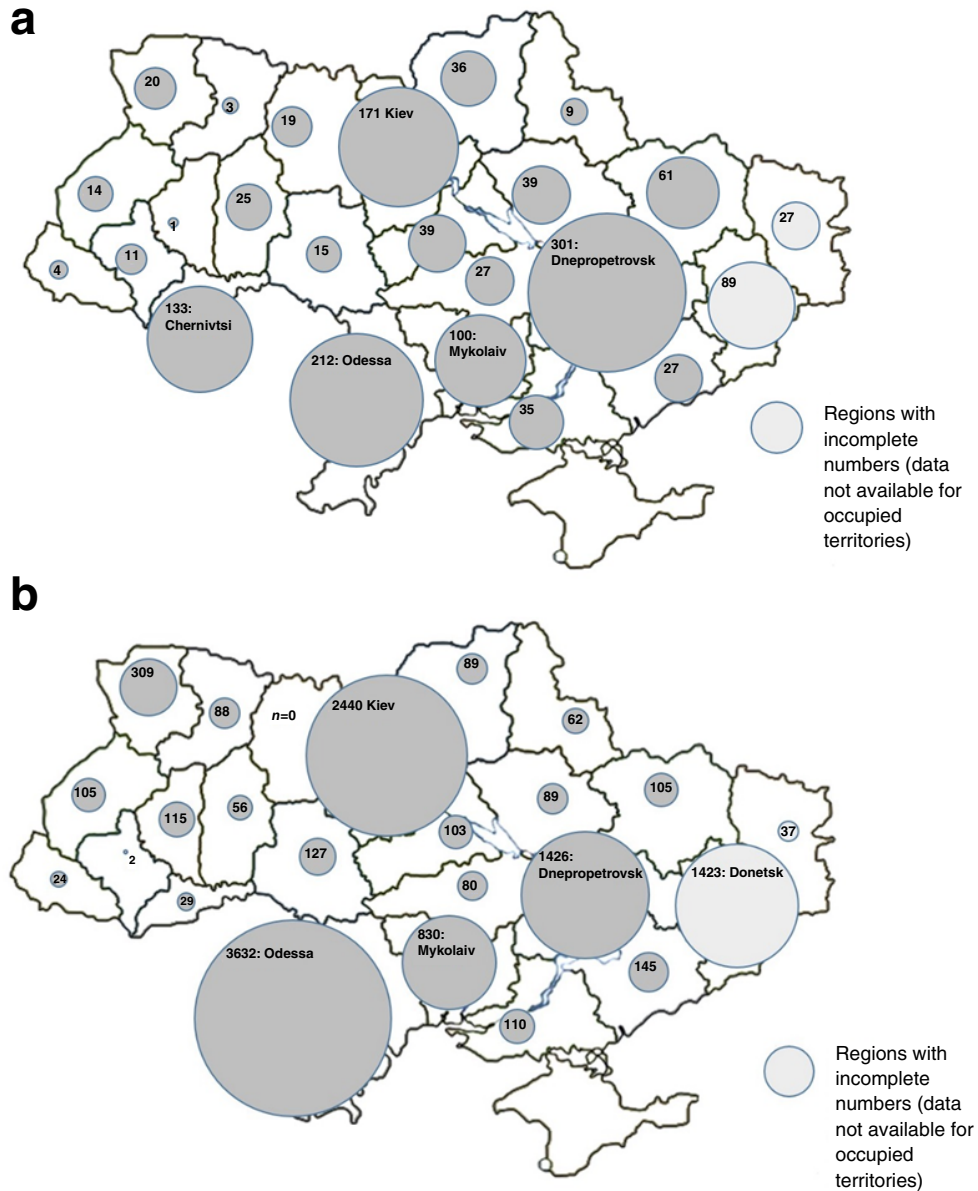 a
36
20
3
9
171 Kiev
19
61
39
14
25
27
1
39
15
11
4
301:
Dnepropetrovsk
27
89
133:
Chernivtsi
100:
Mykolaiv
212: Odessa
27
35
Regions with
incomplete
numbers (data
not available for
occupied
territories)
b
89
309
2440 Kiev
88
n=0
62
105
105
89
56
115
103
37
127
1426:
Dnepropetrovsk
2
1423: Donetsk
24
80
29
830:
Mykolaiv
3632: Odessa
145
110
Regions with
incomplete
numbers (data
not available for
occupied
territories)